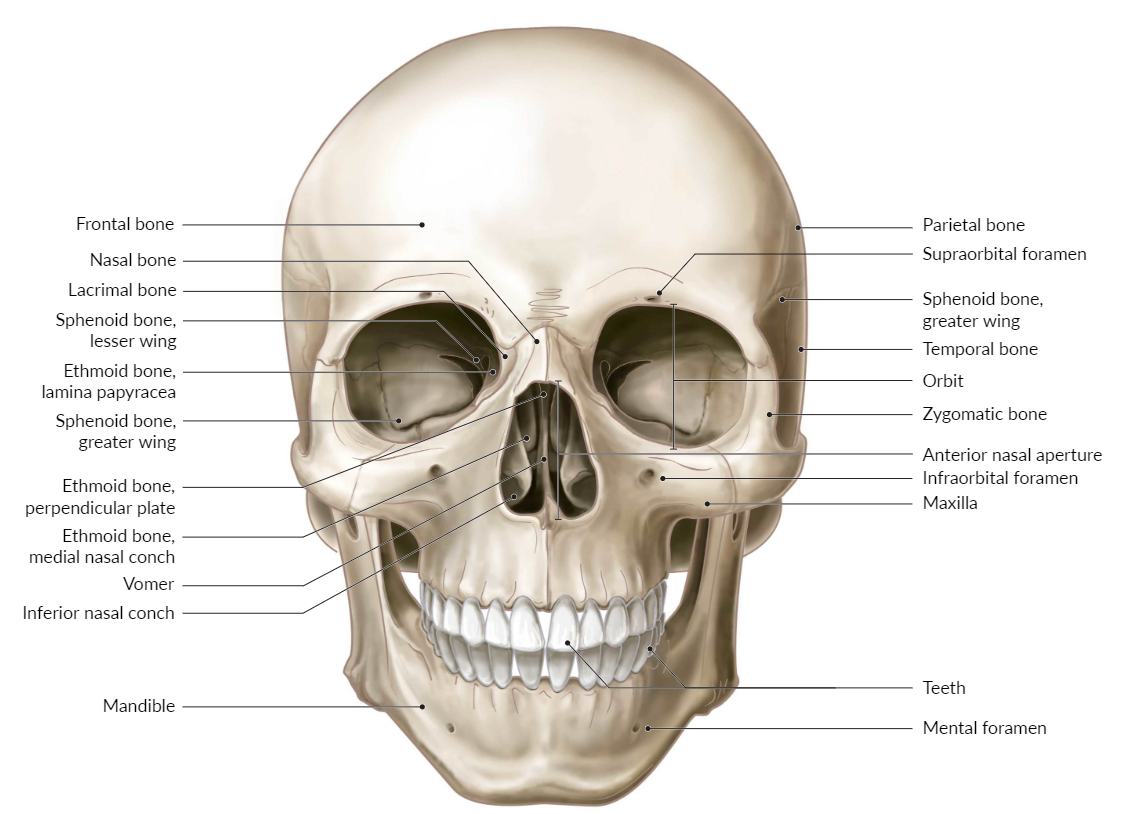 Frontal bone
Nasal bone
Lacrimal bone
Sphenoid bone,
lesser wing
Ethmoid bone,
lamina papyracea
Sphenoid bone,
greater wing
Ethmoid bone,
perpendicular plate
Ethmoid bone,
medial nasal conch
Vomer
Inferior nasal conch
Mandible
Parietal bone
Supraorbital foramen
Sphenoid bone,
greater wing
Temporal bone
Orbit
Zygomatic bone
Anterior nasal aperture
Infraorbital foramen
Maxilla
Teeth
Mental foramen